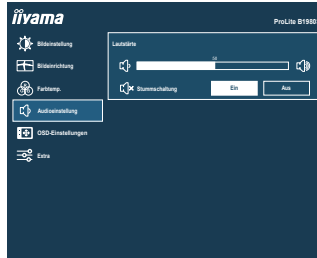 iiyama
ProLite B1980
Bildeinstellung
Lautstärke
Bildeinrichtung
Farbtemp.
Stummschaltung Ein Aus
Audioeinstellung
OSD-Einstellungen
Extra